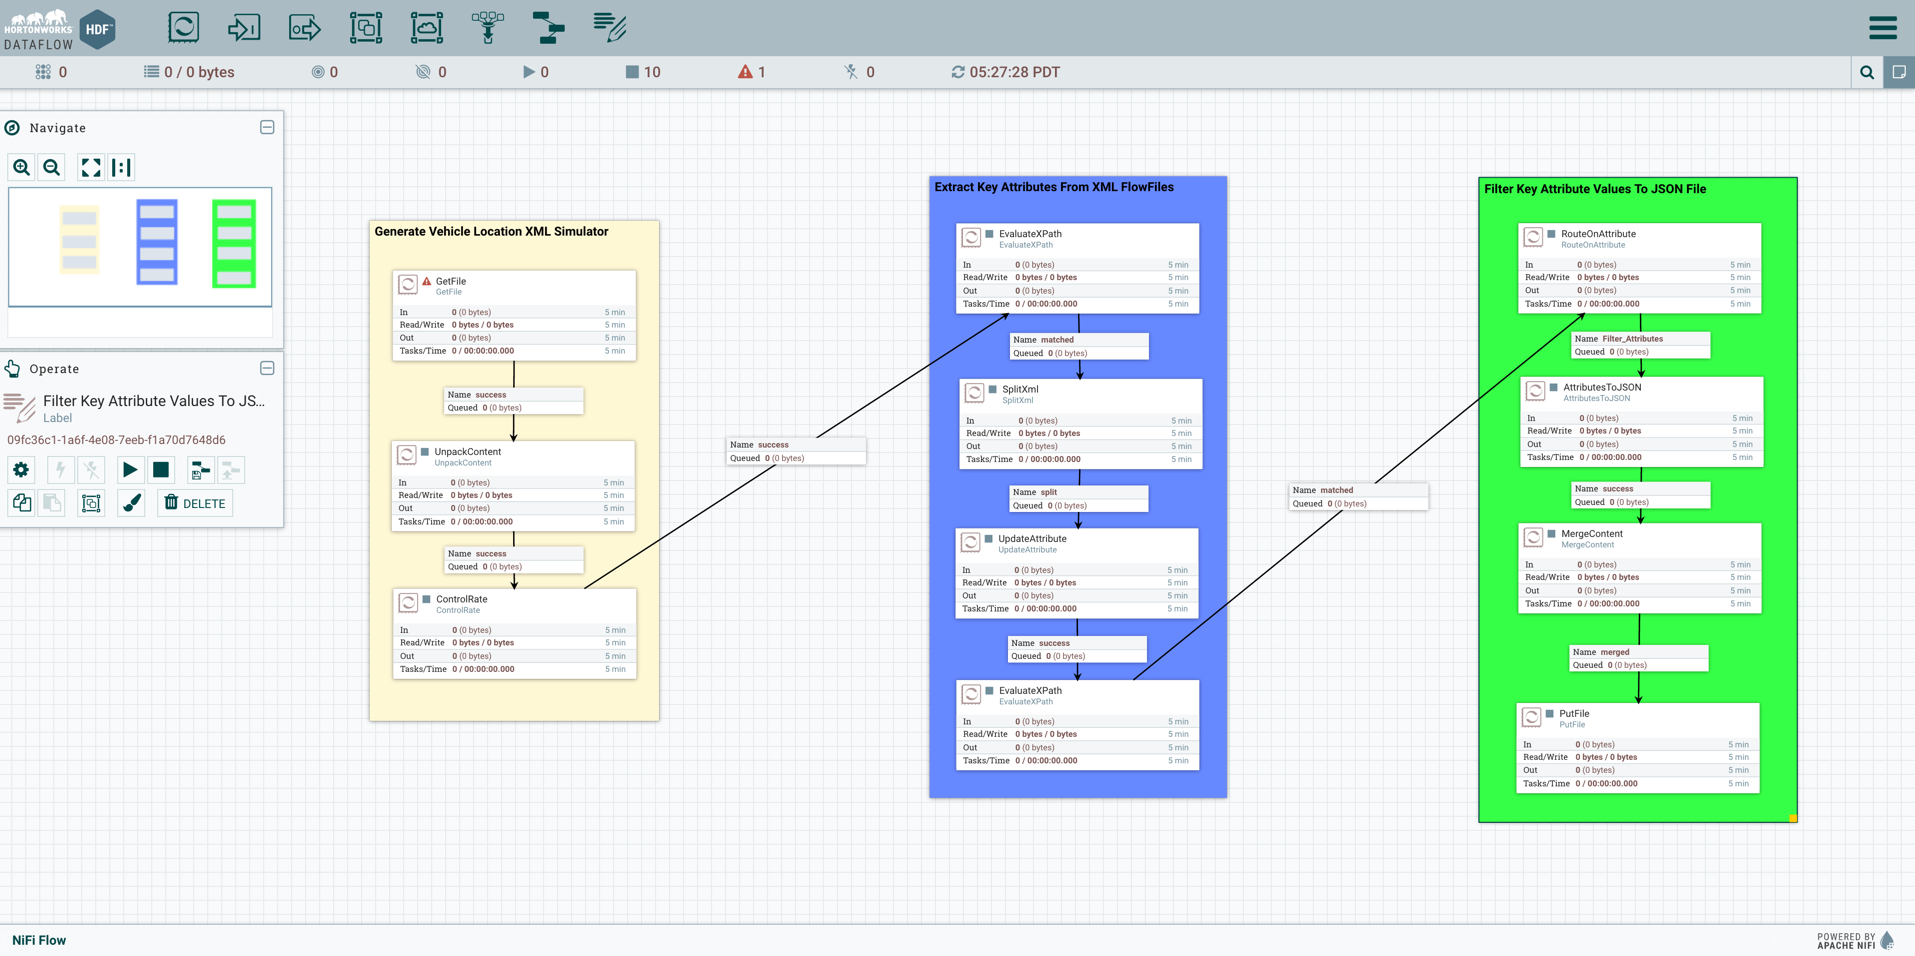 HORTONWORKS
DATAFLOW
HDF™
0
0 / 0 bytes
0
0
0
10
1
0
05:27:28 PDT
Navigate
Operate
Filter Key Attribute Values To JS...
Label
09fc36c1-1a6f-4e08-7eeb-f1a70d7648d6
DELETE
Generate Vehicle Location XML Simulator
GetFile
GetFile
In 0 (0 bytes) 5 min
Read/Write 0 bytes / 0 bytes 5 min
Out 0 (0 bytes) 5 min
Tasks/Time 0 / 00:00:00.000 5 min
Name success
Queued 0 (0 bytes)
UnpackContent
UnpackContent
In 0 (0 bytes) 5 min
Read/Write 0 bytes / 0 bytes 5 min
Out 0 (0 bytes) 5 min
Tasks/Time 0 / 00:00:00.000 5 min
Name success
Queued 0 (0 bytes)
ControlRate
ControlRate
In 0 (0 bytes) 5 min
Read/Write 0 bytes / 0 bytes 5 min
Out 0 (0 bytes) 5 min
Tasks/Time 0 / 00:00:00.000 5 min
Name success
Queued 0 (0 bytes)
Extract Key Attributes From XML FlowFiles
EvaluateXPath
EvaluateXPath
In 0 (0 bytes) 5 min
Read/Write 0 bytes / 0 bytes 5 min
Out 0 (0 bytes) 5 min
Tasks/Time 0 / 00:00:00.000 5 min
Name matched
Queued 0 (0 bytes)
SplitXml
SplitXml
In 0 (0 bytes) 5 min
Read/Write 0 bytes / 0 bytes 5 min
Out 0 (0 bytes) 5 min
Tasks/Time 0 / 00:00:00.000 5 min
Name split
Queued 0 (0 bytes)
UpdateAttribute
UpdateAttribute
In 0 (0 bytes) 5 min
Read/Write 0 bytes / 0 bytes 5 min
Out 0 (0 bytes) 5 min
Tasks/Time 0 / 00:00:00.000 5 min
Name success
Queued 0 (0 bytes)
EvaluateXPath
EvaluateXPath
In 0 (0 bytes) 5 min
Read/Write 0 bytes / 0 bytes 5 min
Out 0 (0 bytes) 5 min
Tasks/Time 0 / 00:00:00.000 5 min
Name matched
Queued 0 (0 bytes)
Filter Key Attribute Values To JSON File
RouteOnAttribute
RouteOnAttribute
In 0 (0 bytes) 5 min
Read/Write 0 bytes / 0 bytes 5 min
Out 0 (0 bytes) 5 min
Tasks/Time 0 / 00:00:00.000 5 min
Name Filter_Attributes
Queued 0 (0 bytes)
AttributesToJSON
AttributesToJSON
In 0 (0 bytes) 5 min
Read/Write 0 bytes / 0 bytes 5 min
Out 0 (0 bytes) 5 min
Tasks/Time 0 / 00:00:00.000 5 min
Name success
Queued 0 (0 bytes)
MergeContent
MergeContent
In 0 (0 bytes) 5 min
Read/Write 0 bytes / 0 bytes 5 min
Out 0 (0 bytes) 5 min
Tasks/Time 0 / 00:00:00.000 5 min
Name merged
Queued 0 (0 bytes)
PutFile
PutFile
In 0 (0 bytes) 5 min
Read/Write 0 bytes / 0 bytes 5 min
Out 0 (0 bytes) 5 min
Tasks/Time 0 / 00:00:00.000 5 min
NiFi Flow
POWERED BY
APACHE NIFI